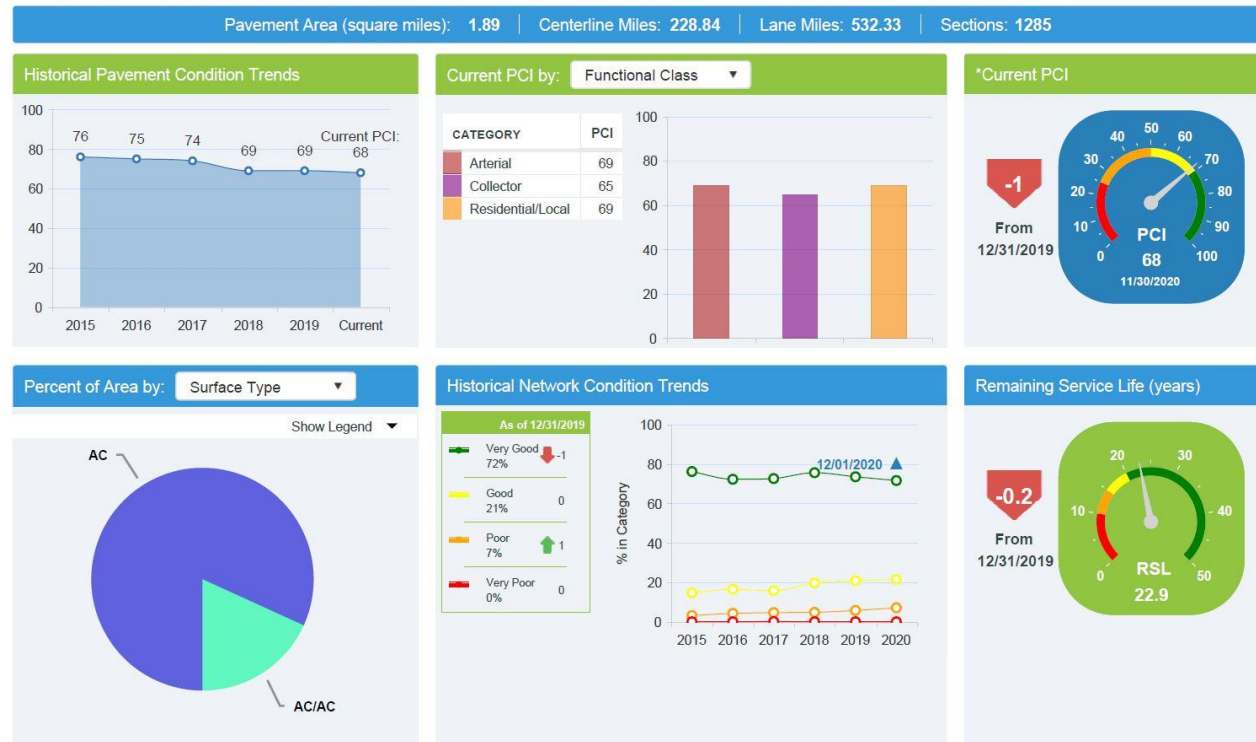 Pavement Area (square miles): 1.89 | Centerline Miles: 228.84 | Lane Miles: 532.33 | Sections: 1285
Historical Pavement Condition Trends
100
80
60
40
20
0
76
75
74
69
69
Current PCI:
68
2015 2016 2017 2018 2019 Current
Current PCI by: Functional Class ▼
CATEGORY PCI
Arterial 69
Collector 65
Residential/Local 69
100
80
60
40
20
0
*Current PCI
-1
From
12/31/2019
0 10 20 30 40 50 60 70 80 90 100
PCI
68
11/30/2020
Percent of Area by: Surface Type ▼
Show Legend ▼
AC
AC/AC
Historical Network Condition Trends
As of 12/31/2019
Very Good
72% -1
Good
21% 0
Poor
7% 1
Very Poor
0% 0
% in Category
100
80
60
40
20
0
12/01/2020
2015 2016 2017 2018 2019 2020
Remaining Service Life (years)
-0.2
From
12/31/2019
0 10 20 30 40 50
RSL
22.9